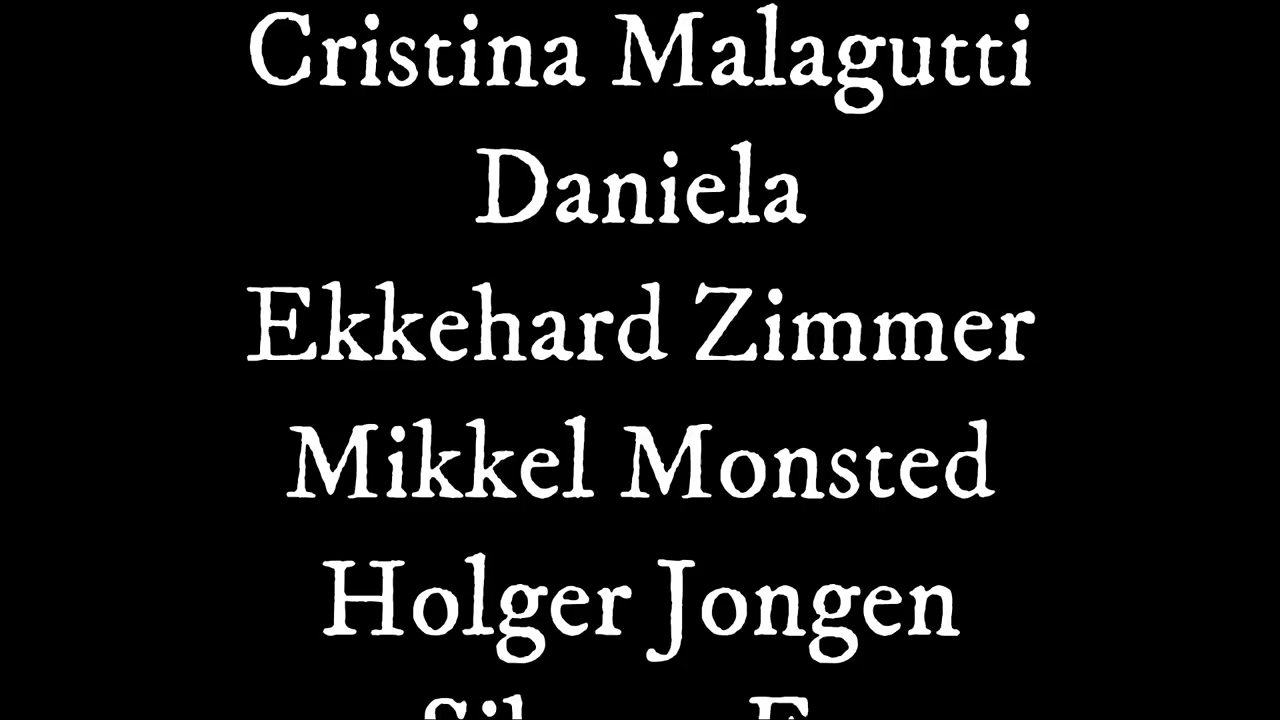 Cristina Malagutti
Daniela
Ekkehard Zimmer
Mikkel Monsted
Holger Jongen